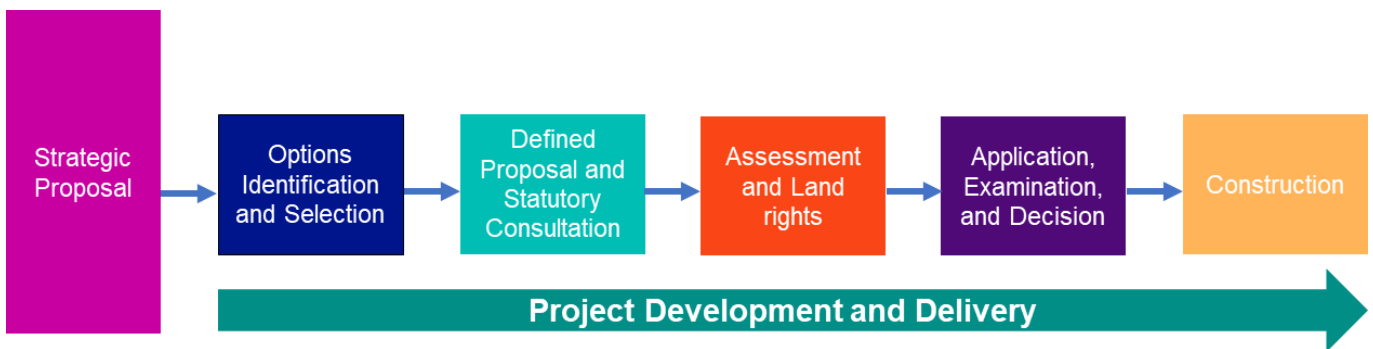 Strategic
Proposal
Options
Identification
and Selection
Defined
Proposal and
Statutory
Consultation
Assessment
and Land
rights
Application,
Examination,
and Decision
Construction
Project Development and Delivery